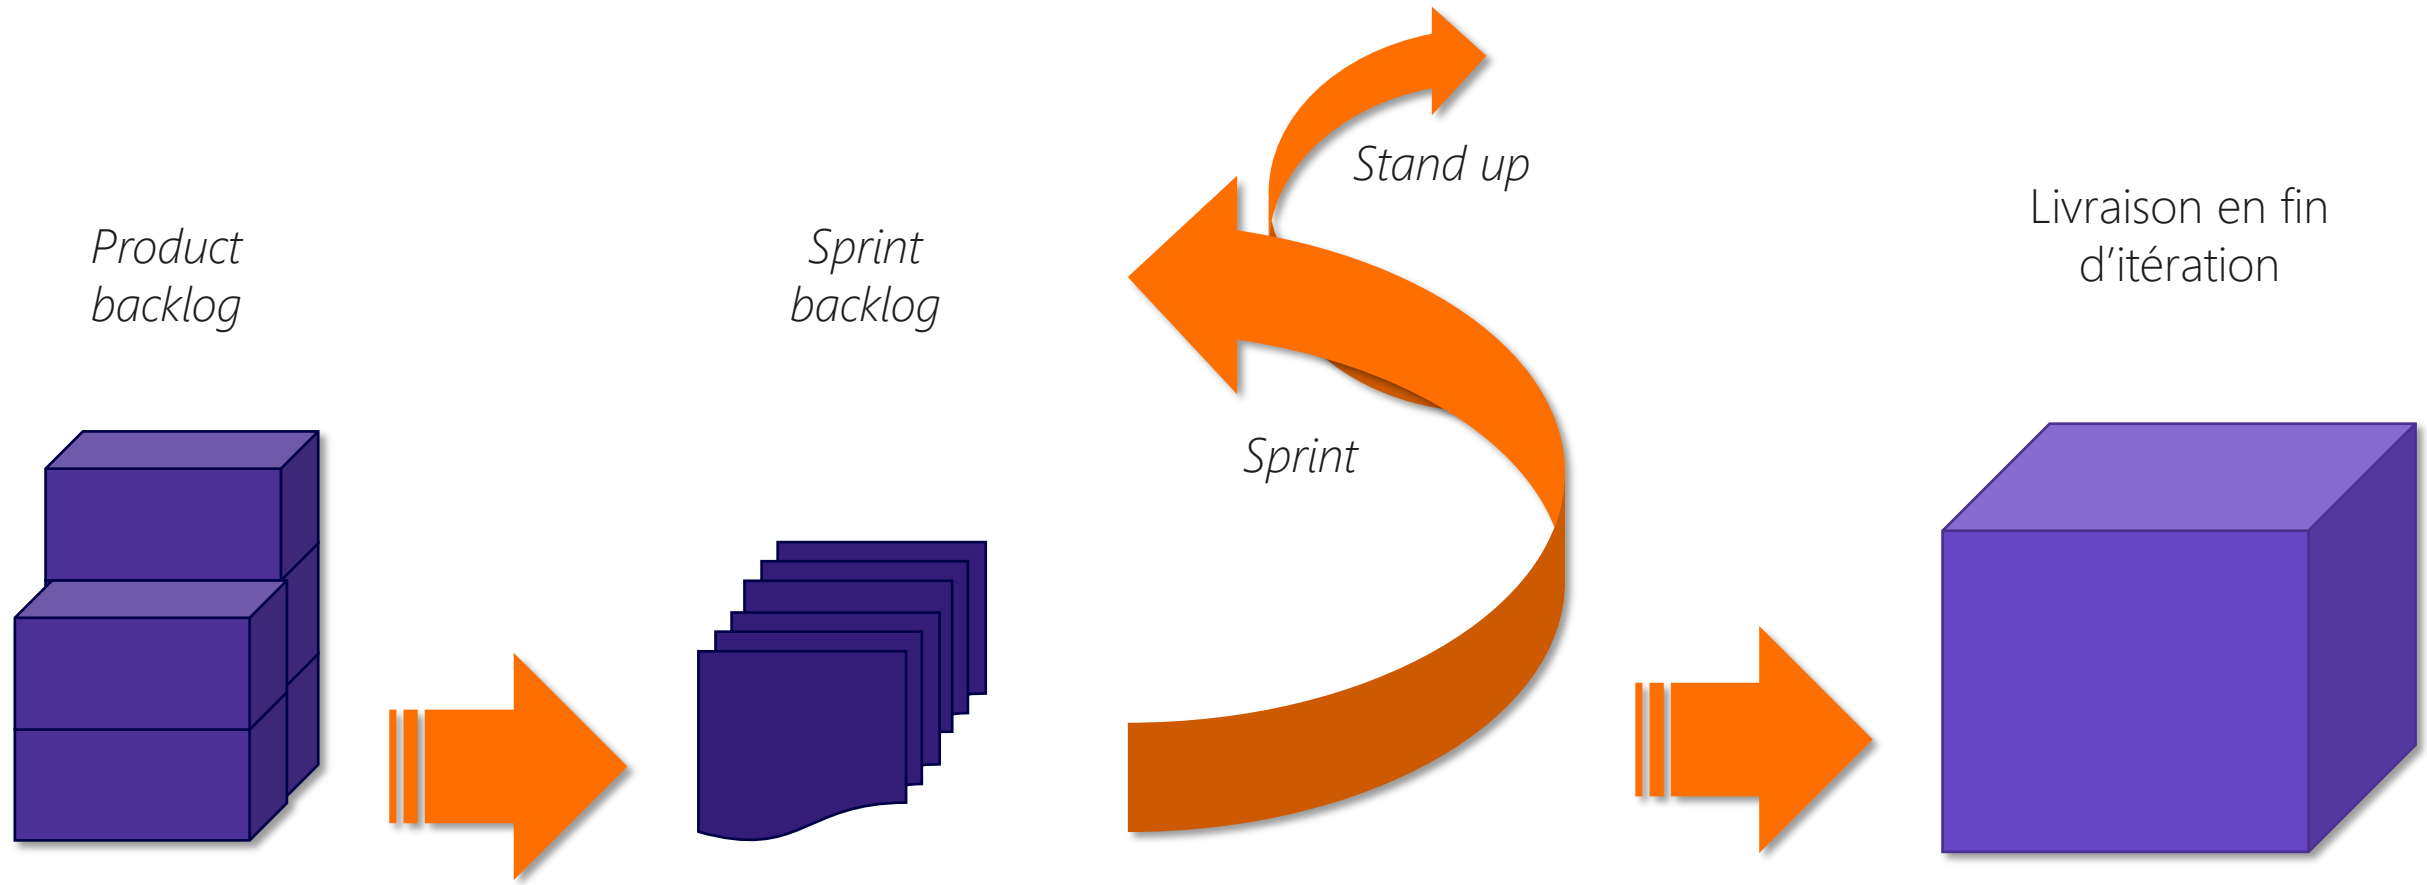 Product
backlog
Sprint
backlog
Stand up
Sprint
Livraison en fin
d’itération